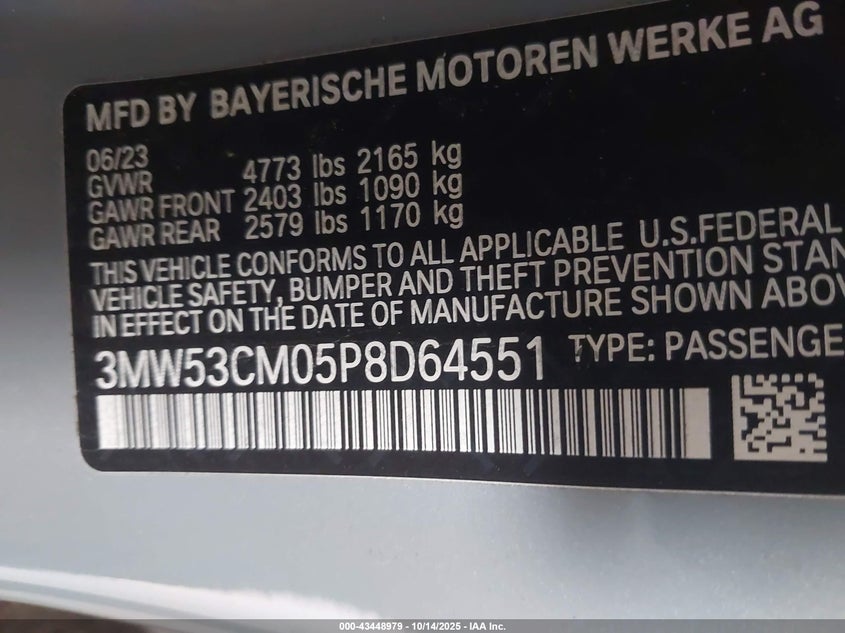 MFD BY BAYERISCHE MOTOREN WERKE AG
06/23
GVWR 4773 lbs 2165 kg
GAWR FRONT 2403 lbs 1090 kg
GAWR REAR 2579 lbs 1170 kg
THIS VEHICLE CONFORMS TO ALL APPLICABLE U.S.FEDERAL
VEHICLE SAFETY, BUMPER AND THEFT PREVENTION STAN
IN EFFECT ON THE DATE OF MANUFACTURE SHOWN ABOV
3MW53CM05P8D64551 TYPE: PASSENGE
000-43448979 - 10/14/2025 - IAA Inc.